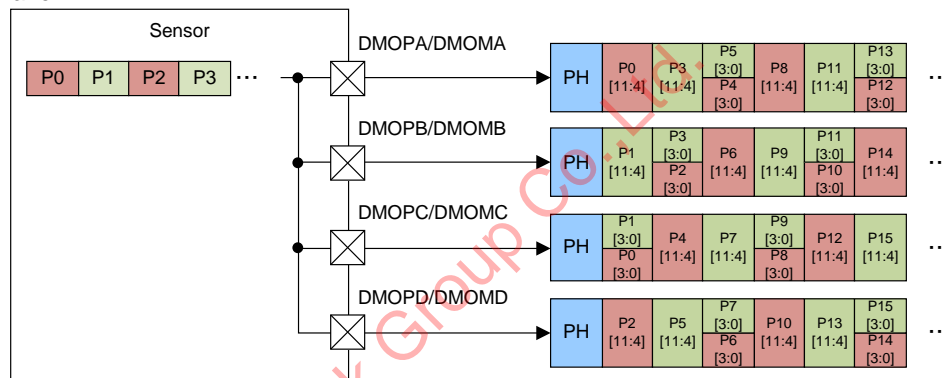 Sensor
P0 P1 P2 P3 ...
DMOPA/DMOMA
PH P0 [11:4] P3 [11:4] P5 [3:0] P4 [3:0] P8 [11:4] P11 [11:4] P13 [3:0] P12 [3:0]
DMOPB/DMOMB
PH P1 [11:4] P3 [3:0] P2 [3:0] P6 [11:4] P9 [11:4] P11 [3:0] P10 [3:0] P14 [11:4]
DMOPC/DMOMC
PH P1 [3:0] P0 [3:0] P4 [11:4] P7 [11:4] P9 [3:0] P8 [3:0] P12 [11:4] P15 [11:4]
DMOPD/DMOMD
PH P2 [11:4] P5 [11:4] P7 [3:0] P6 [3:0] P10 [11:4] P13 [11:4] P15 [3:0] P14 [3:0]
k Group Co.,Ltd.